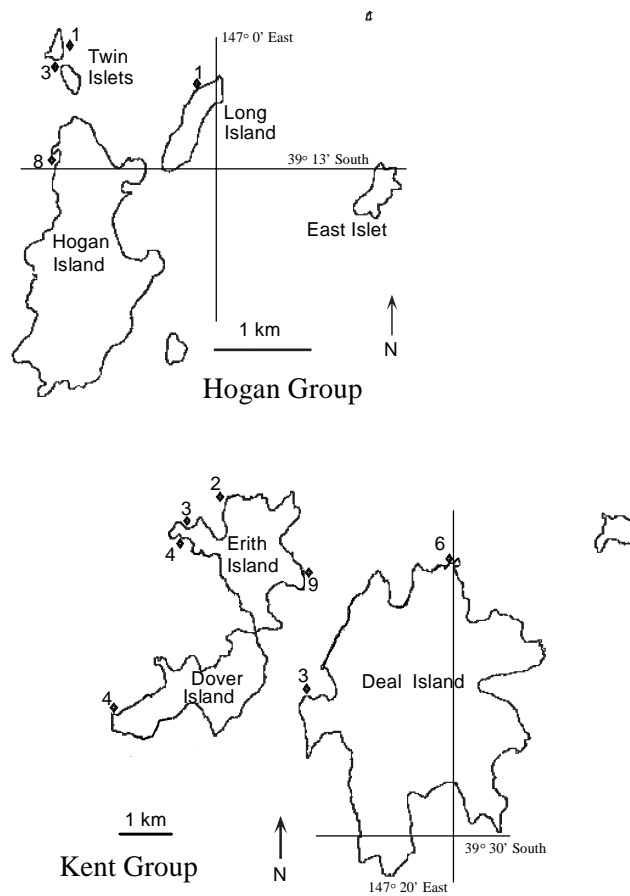 147° 0' East
1
Twin
Islets
3
1
Long
Island
8
39° 13' South
Hogan
Island
East Islet
1 km
N
Hogan Group
2
3
4
Erith
Island
9
6
Dover
Island
4
3
Deal Island
1 km
N
39° 30' South
Kent Group
147° 20' East